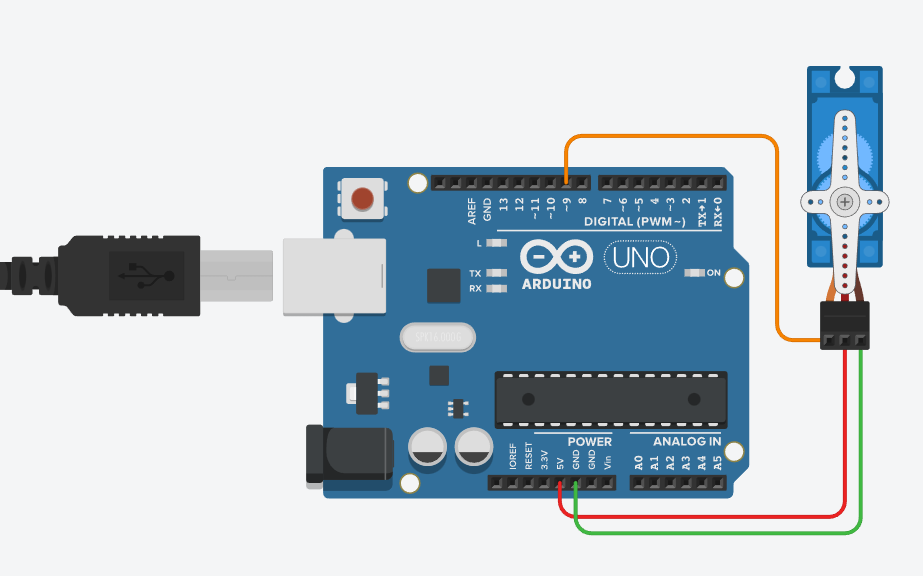 AREF
GND
13
12
~11
~10
~9
8
7
~6
~5
4
~3
2
TX→1
RX←0
DIGITAL (PWM ~)
L
TX
RX
UNO
ON
ARDUINO
POWER
ANALOG IN
IOREF
RESET
3.3V
5V
GND
GND
Vin
A0
A1
A2
A3
A4
A5